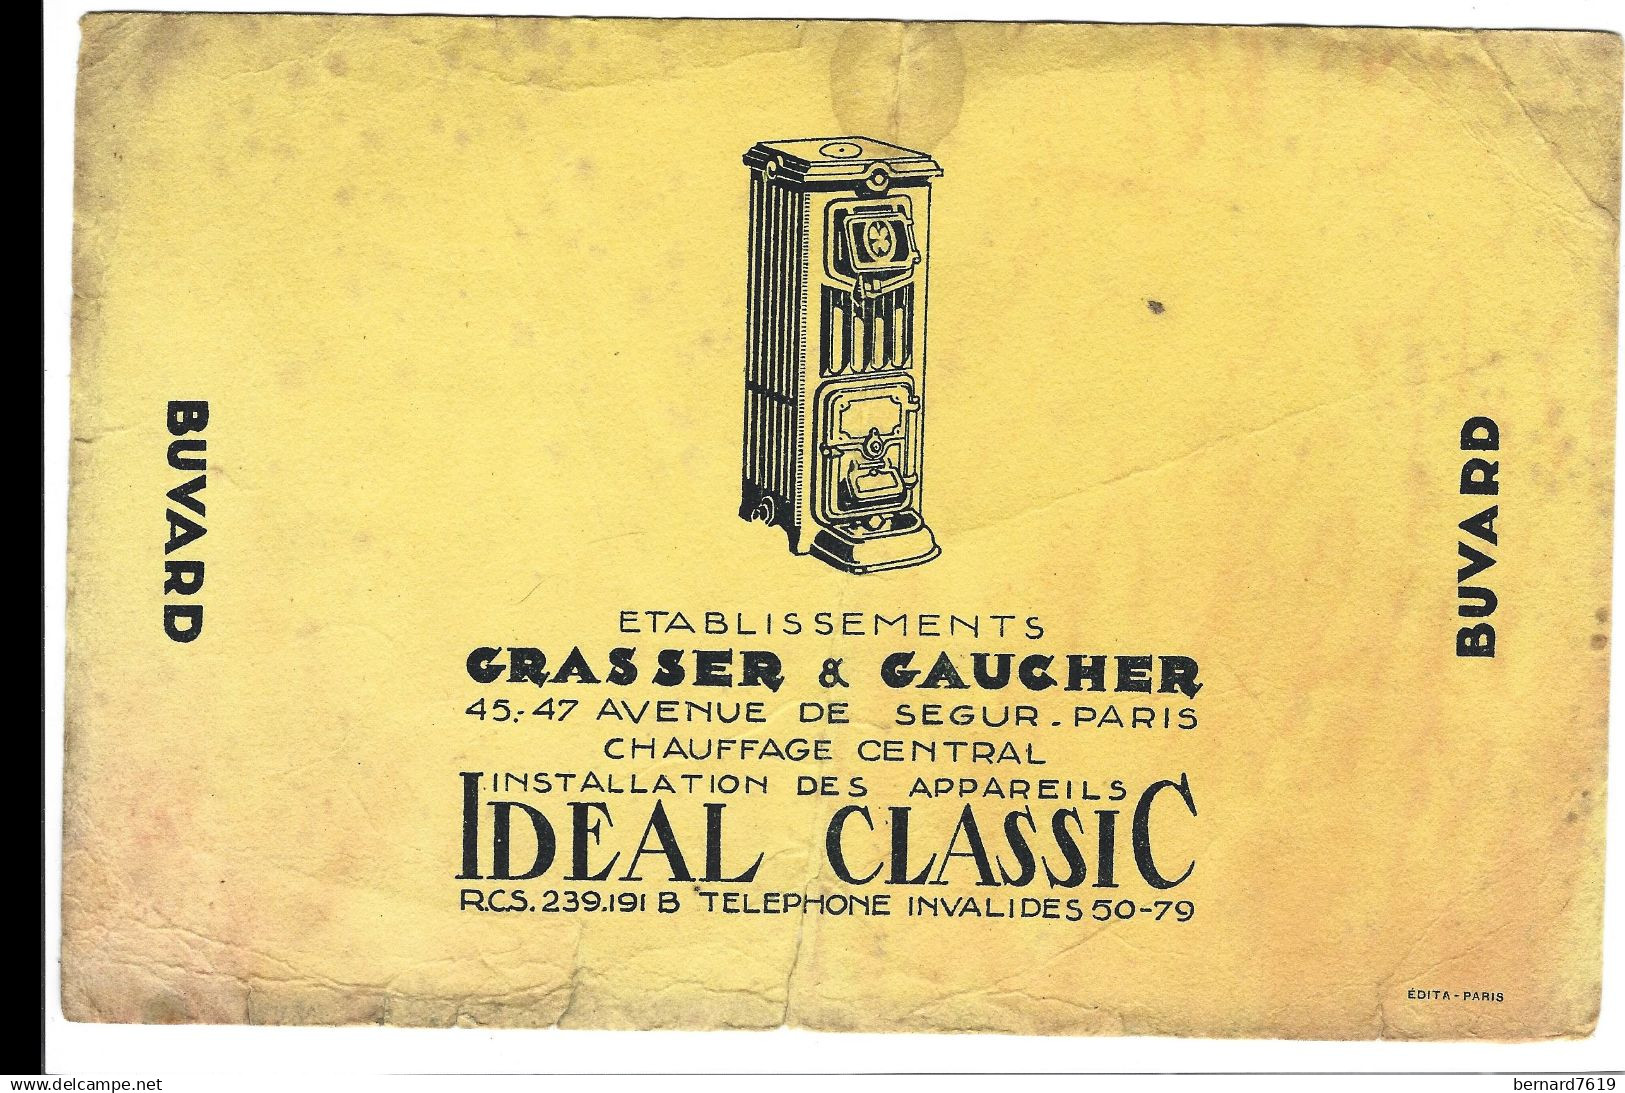 BUVARD
BUVARD
ETABLISSEMENTS
GRASSER & GAUCHER
45.-47 AVENUE DE SEGUR. PARIS
CHAUFFAGE CENTRAL
INSTALLATION DES APPAREILS
IDEAL CLASSIC
R.C.S. 239.191 B TELEPHONE INVALIDES 50-79
ÉDITA - PARIS
www.delcampe.net
bernard7619